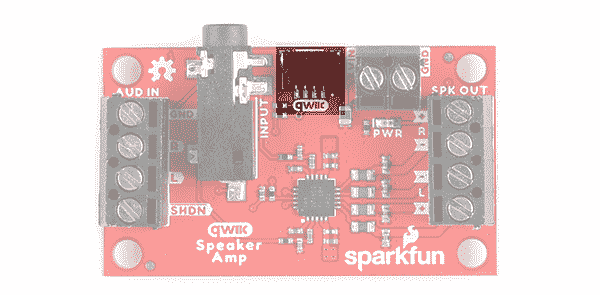 AUD IN
GND
R
L
SHDN
INPUT
qwiic
VIN
GND
PWR
SPK OUT
-
R
+
-
L
+
qwiic
Speaker
Amp
sparkfun